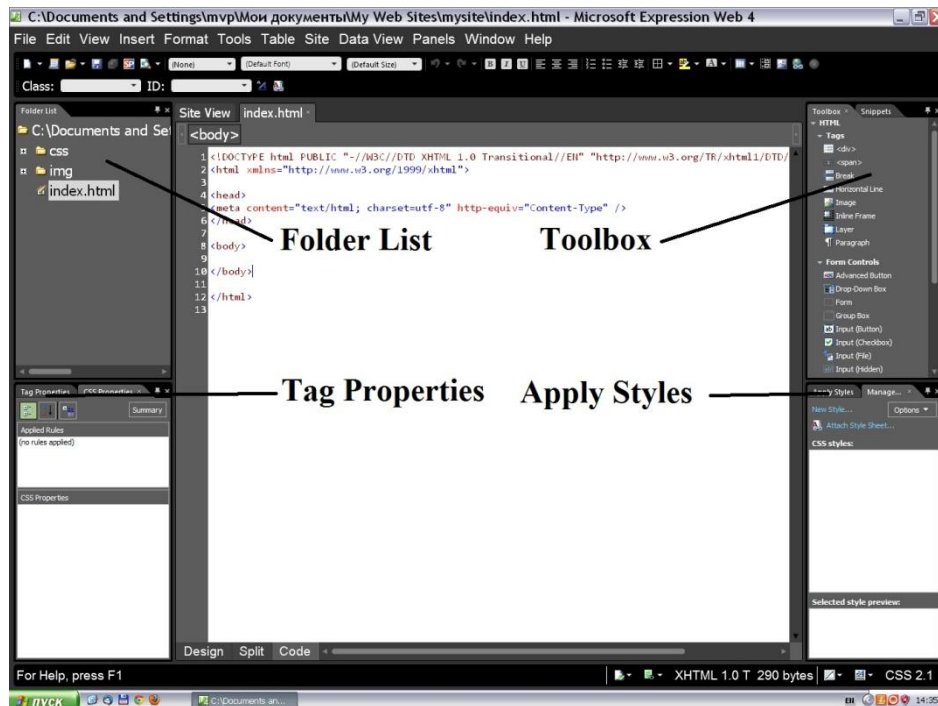 C:\Documents and Settings\mvp\Мои документы\My Web Sites\mysite\index.html - Microsoft Expression Web 4
File Edit View Insert Format Tools Table Site Data View Panels Window Help
(None) (Default Font) (Default Size) B I U A
Class: ID:
Folder List
C:\Documents and Set
css
img
index.html
Site View index.html
<body>
1 <!DOCTYPE html PUBLIC "-//W3C//DTD XHTML 1.0 Transitional//EN" "http://www.w3.org/TR/xhtml1/DTD/
2 <html xmlns="http://www.w3.org/1999/xhtml">
3
4 <head>
<meta content="text/html; charset=utf-8" http-equiv="Content-Type" />
6 </head>
7
8 <body>
9
10 </body>
11
12 </html>
13
Folder List
Toolbox
Tag Properties
Apply Styles
Toolbox Snippets
HTML
Tags
<div>
<span>
Break
Horizontal Line
Image
Inline Frame
Layer
Paragraph
Form Controls
Advanced Button
Drop-Down Box
Form
Group Box
Input (Button)
Input (Checkbox)
Input (File)
Input (Hidden)
Tag Properties CSS Properties
Summary
Applied Rules
(no rules applied)
CSS Properties
Apply Styles Manage...
New Style... Options
Attach Style Sheet...
CSS styles:
Selected style preview:
Design Split Code
For Help, press F1
XHTML 1.0 T 290 bytes CSS 2.1
пуск
C:\Documents an...
EN 14:35